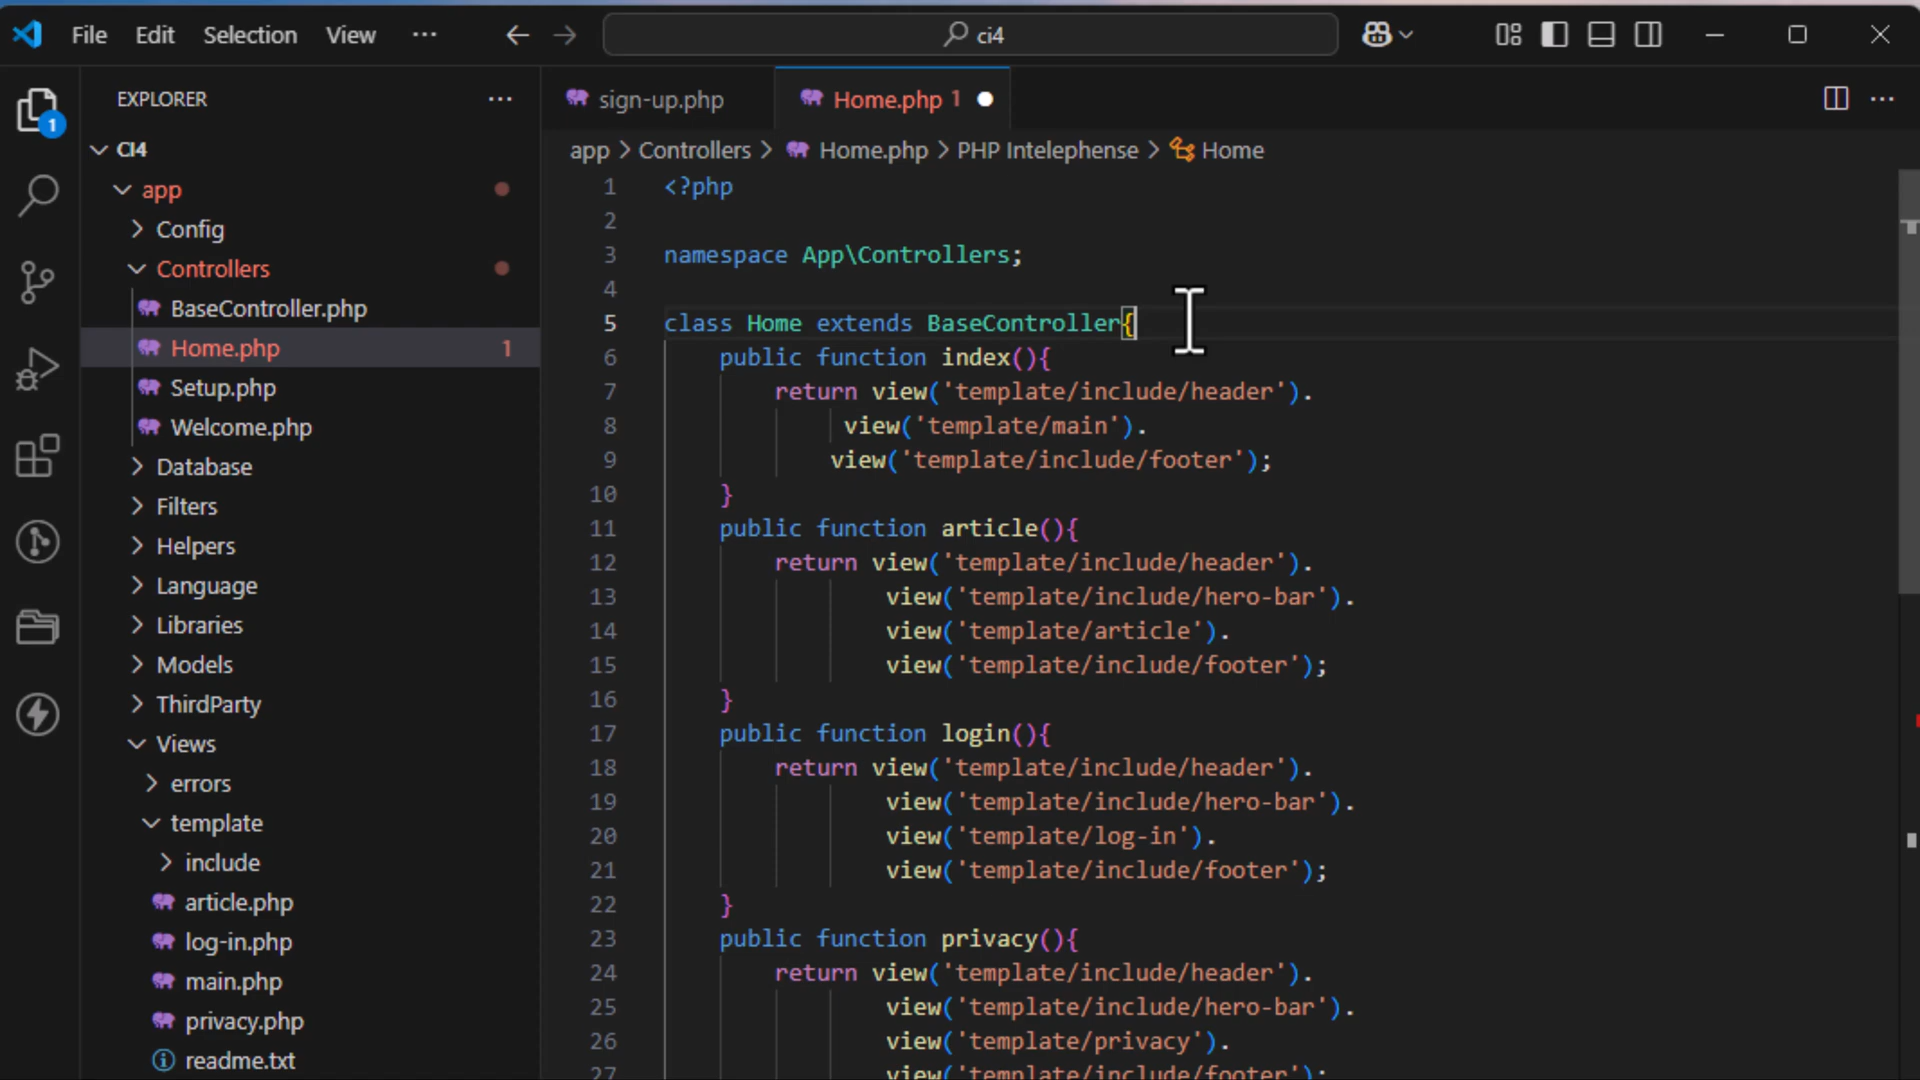 File Edit Selection View ··· ci4
EXPLORER ···
1
CI4
app
Config
Controllers
BaseController.php
Home.php 1
Setup.php
Welcome.php
Database
Filters
Helpers
Language
Libraries
Models
ThirdParty
Views
errors
template
include
article.php
log-in.php
main.php
privacy.php
readme.txt
sign-up.php Home.php 1
app > Controllers > Home.php > PHP Intelephense > Home
1 <?php
2
3 namespace App\Controllers;
4
5 class Home extends BaseController{
6 public function index(){
7 return view('template/include/header').
8 view('template/main').
9 view('template/include/footer');
10 }
11 public function article(){
12 return view('template/include/header').
13 view('template/include/hero-bar').
14 view('template/article').
15 view('template/include/footer');
16 }
17 public function login(){
18 return view('template/include/header').
19 view('template/include/hero-bar').
20 view('template/log-in').
21 view('template/include/footer');
22 }
23 public function privacy(){
24 return view('template/include/header').
25 view('template/include/hero-bar').
26 view('template/privacy').
27 view('template/include/footer');